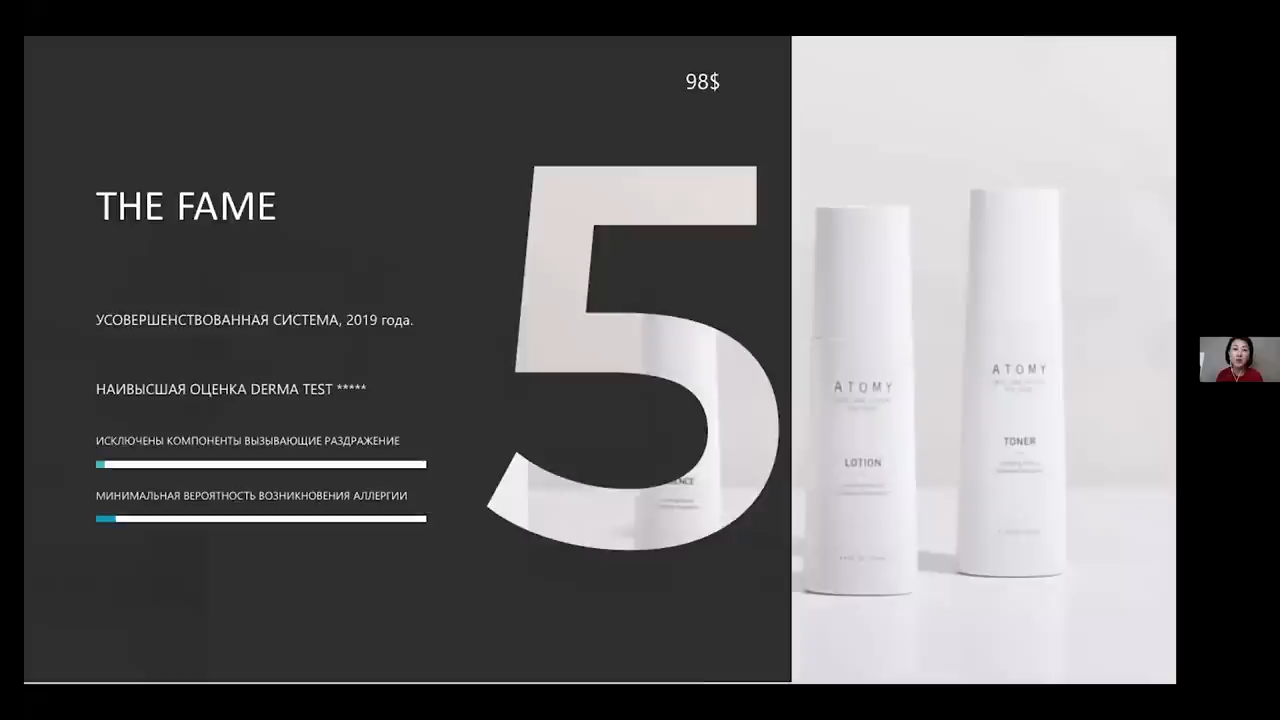 98$
THE FAME
УСОВЕРШЕНСТВОВАННАЯ СИСТЕМА, 2019 года.
НАИВЫСШАЯ ОЦЕНКА DERMA TEST *****
ИСКЛЮЧЕНЫ КОМПОНЕНТЫ ВЫЗЫВАЮЩИЕ РАЗДРАЖЕНИЕ
МИНИМАЛЬНАЯ ВЕРОЯТНОСТЬ ВОЗНИКНОВЕНИЯ АЛЛЕРГИИ
5
ATOMY
LOTION
ATOMY
TONER